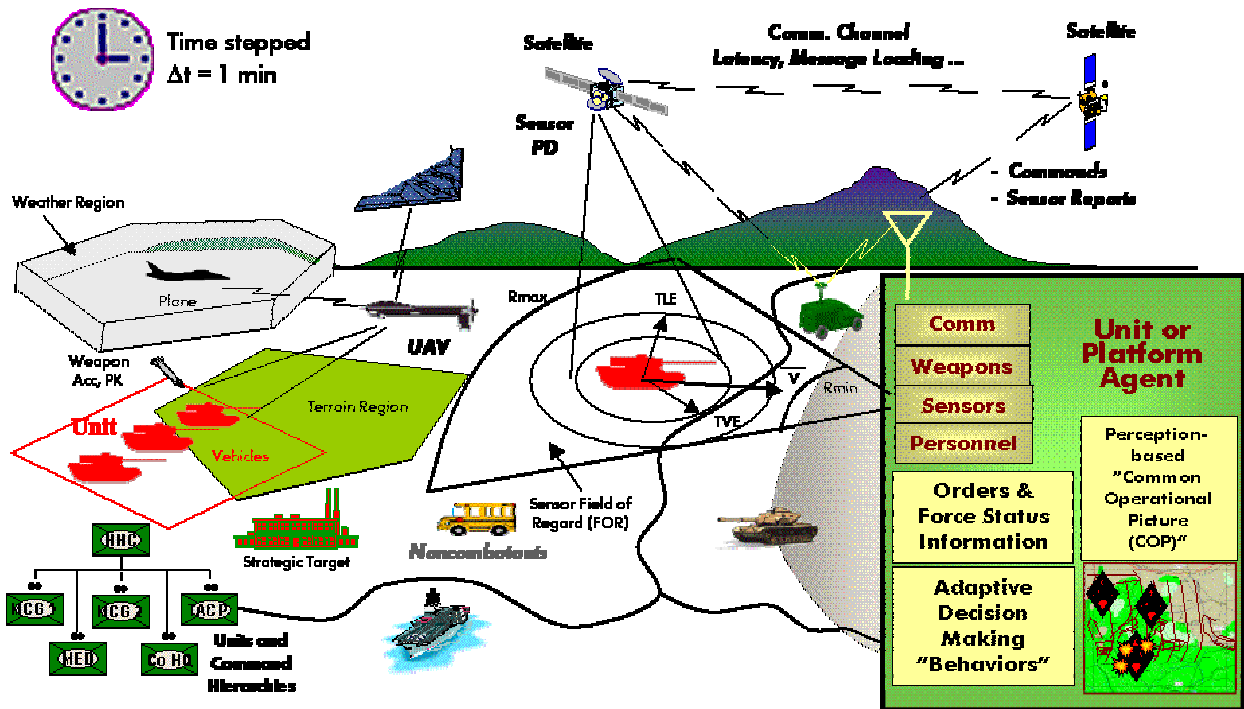 Time stepped
Δt = 1 min
Satellite
Comm. Channel
Latency, Message Loading ...
Satellite
Sensor
PD
- Commands
- Sensor Reports
Weather Region
Plane
Rmax
TLE
UAV
Weapon
Acc, PK
Terrain Region
Unit
Vehicles
V
Rmin
TVE
Sensor Field of
Regard (FOR)
Noncombatants
Strategic Target
HHC
MCG 2
TACP
MED
Co HQ
Units and
Command
Hierarchies
Comm
Weapons
Sensors
Personnel
Unit or
Platform
Agent
Orders &
Force Status
Information
Adaptive
Decision
Making
"Behaviors"
Perception-
based
"Common
Operational
Picture
(COP)"